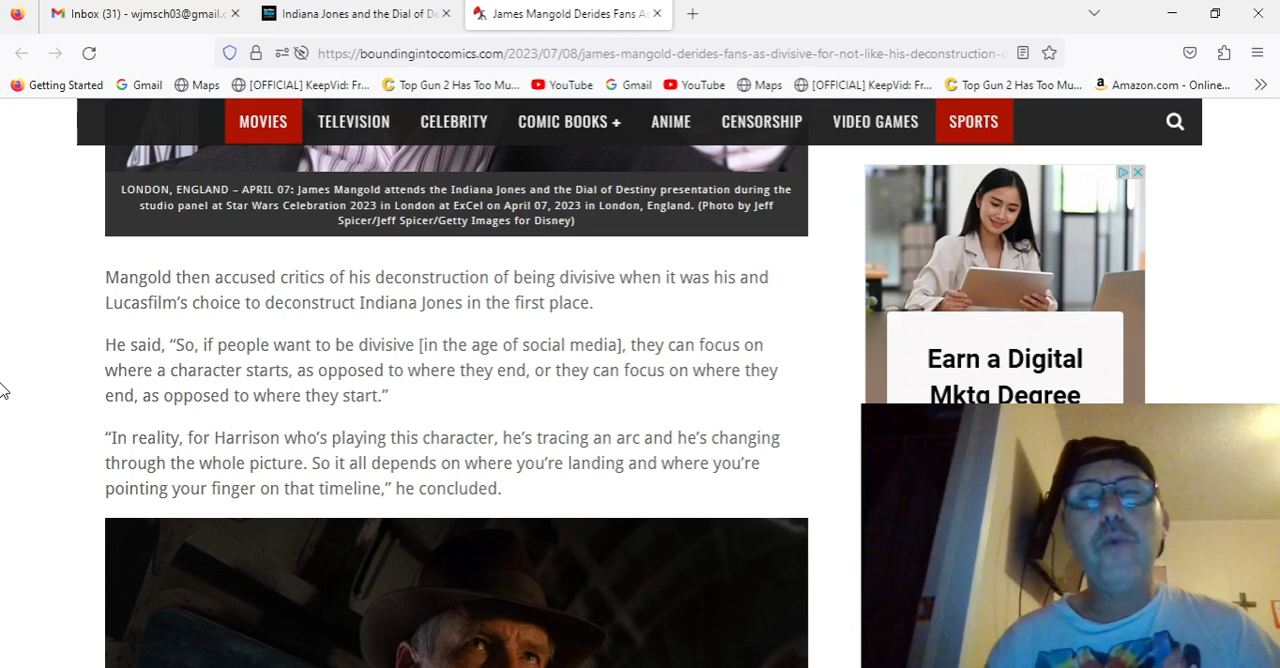 Inbox (31) - wjmsch03@gmail.c
Indiana Jones and the Dial of De
James Mangold Derides Fans A
https://boundingintocomics.com/2023/07/08/james-mangold-derides-fans-as-divisive-for-not-like-his-deconstruction-c
Getting Started
Gmail
Maps
[OFFICIAL] KeepVid: Fr...
Top Gun 2 Has Too Mu...
YouTube
Gmail
YouTube
Maps
[OFFICIAL] KeepVid: Fr...
Top Gun 2 Has Too Mu...
Amazon.com - Online...
MOVIES
TELEVISION
CELEBRITY
COMIC BOOKS +
ANIME
CENSORSHIP
VIDEO GAMES
SPORTS
LONDON, ENGLAND – APRIL 07: James Mangold attends the Indiana Jones and the Dial of Destiny presentation during the
studio panel at Star Wars Celebration 2023 in London at ExCel on April 07, 2023 in London, England. (Photo by Jeff
Spicer/Jeff Spicer/Getty Images for Disney)
Mangold then accused critics of his deconstruction of being divisive when it was his and
Lucasfilm’s choice to deconstruct Indiana Jones in the first place.
He said, “So, if people want to be divisive [in the age of social media], they can focus on
where a character starts, as opposed to where they end, or they can focus on where they
end, as opposed to where they start.”
“In reality, for Harrison who’s playing this character, he’s tracing an arc and he’s changing
through the whole picture. So it all depends on where you’re landing and where you’re
pointing your finger on that timeline,” he concluded.
Earn a Digital
Mktg Degree